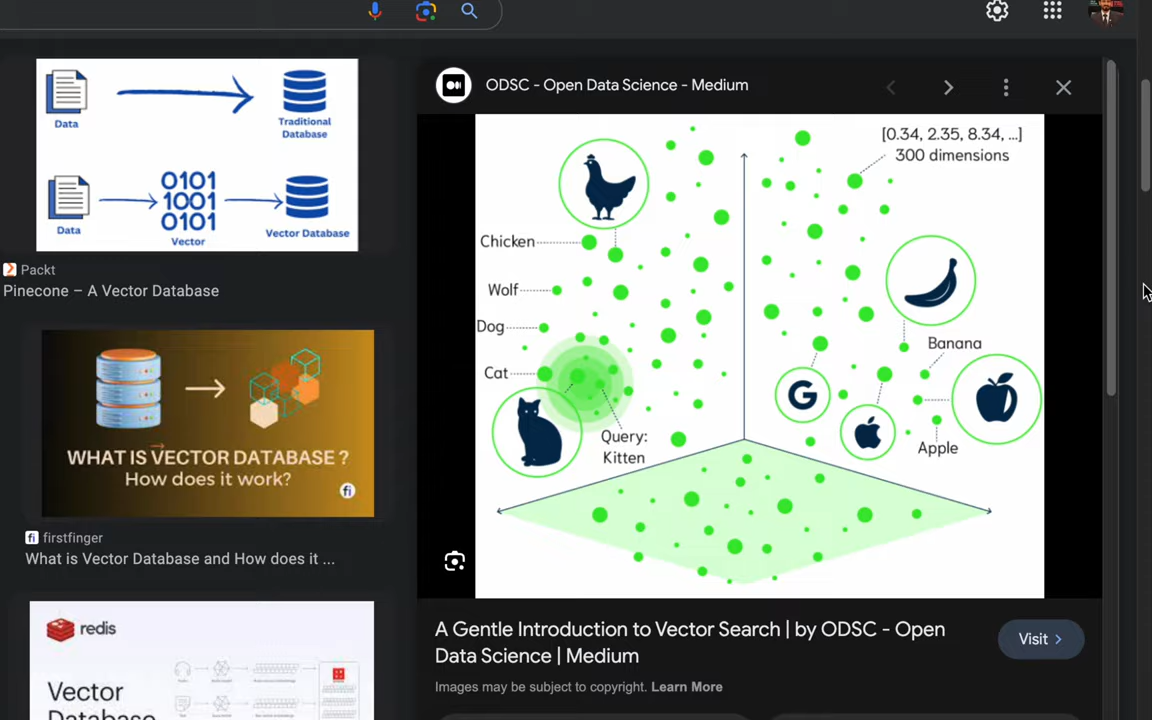 Data
Traditional
Database
0101
1001
0101
Data
Vector
Vector Database
Packt
Pinecone – A Vector Database
WHAT IS VECTOR DATABASE ?
How does it work?
fi
fi firstfinger
What is Vector Database and How does it ...
redis
Vector
Database
ODSC - Open Data Science - Medium
[0.34, 2.35, 8.34, ...]
300 dimensions
Chicken
Wolf
Dog
Cat
Query:
Kitten
Banana
G
Apple
A Gentle Introduction to Vector Search | by ODSC - Open
Data Science | Medium
Visit
Images may be subject to copyright. Learn More